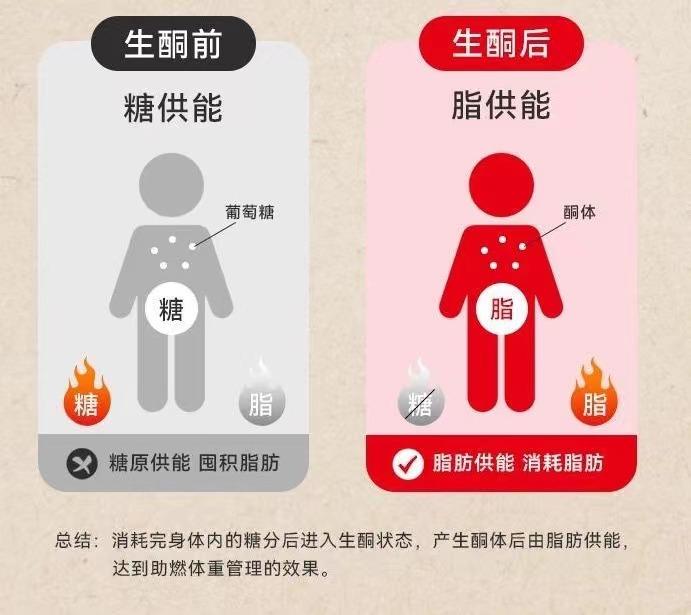 生酮前
糖供能
葡萄糖
糖
糖
脂
糖原供能 囤积脂肪
生酮后
脂供能
酮体
脂
糖
脂
脂肪供能 消耗脂肪
总结：消耗完身体内的糖分后进入生酮状态，产生酮体后由脂肪供能，
达到助燃体重管理的效果。